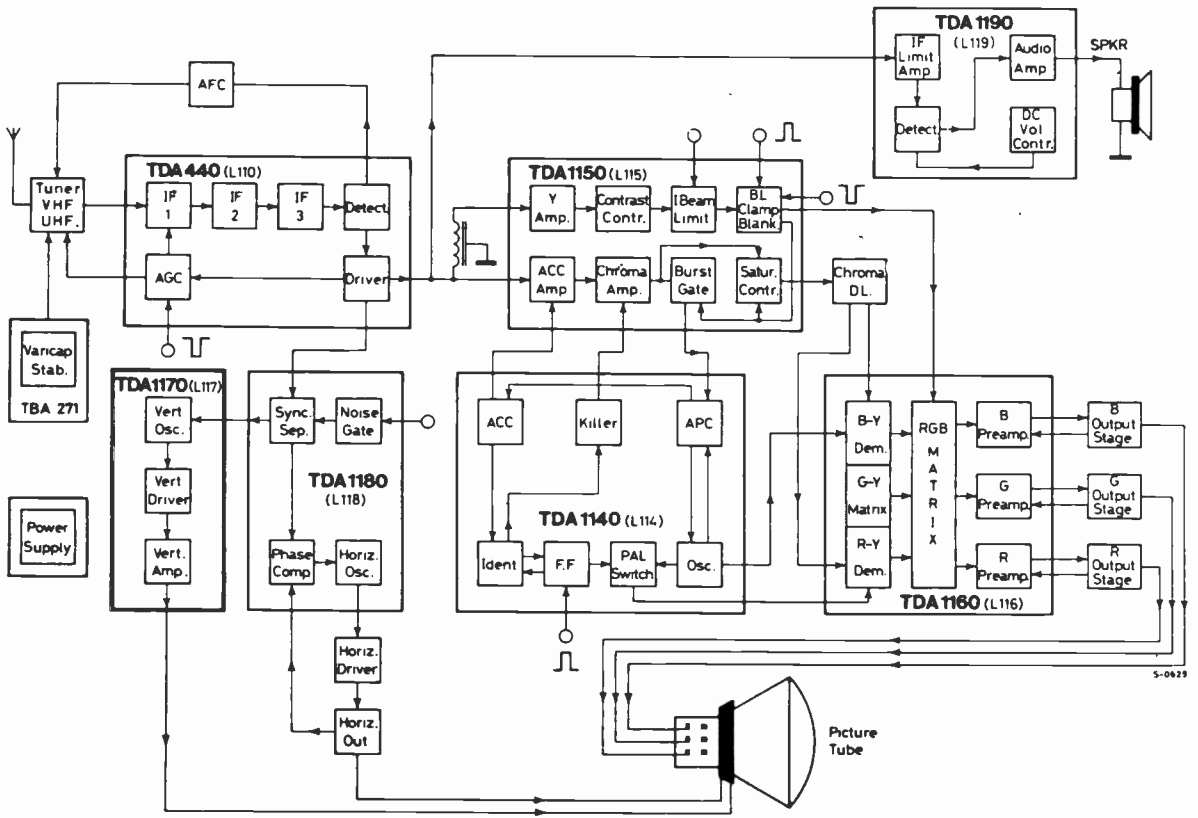 TDA1190
(L119)
IF
Limit
Amp
Audio
Amp
Detect.
DC
Vol
Contr.
SPKR
AFC
Tuner
VHF
UHF.
TDA440 (L110)
IF
1
IF
2
IF
3
Detect.
AGC
Driver
Varicap
Stab.
TBA 271
TDA1150 (L115)
Y
Amp.
Contrast
Contr.
I Beam
Limit
BL
Clamp
Blank.
ACC
Amp
Chroma
Amp.
Burst
Gate
Satur.
Contr.
Chroma
DL.
TDA1170 (L117)
Vert
Osc.
Vert
Driver
Vert.
Amp.
Sync.
Sep.
Noise
Gate
TDA1180
(L118)
Phase
Comp
Horiz.
Osc.
Horiz.
Driver
Horiz.
Out
Power
Supply
ACC
Killer
APC
TDA1140 (L114)
Ident
F.F
PAL
Switch
Osc.
B-Y
Dem.
G-Y
Matrix
R-Y
Dem.
RGB
MATRIX
B
Preamp.
G
Preamp.
R
Preamp.
TDA1160 (L116)
B
Output
Stage
G
Output
Stage
R
Output
Stage
S-0629
Picture
Tube